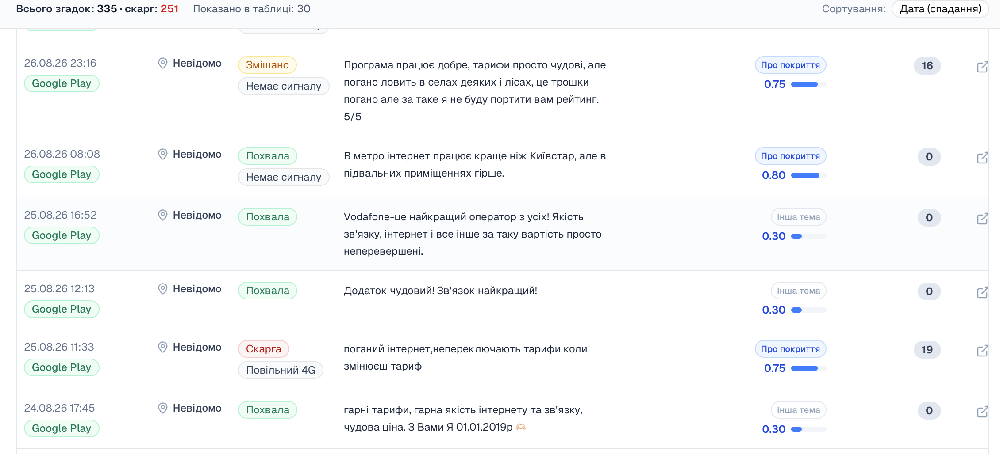 Всього згадок: 335 · скарг: 251 Показано в таблиці: 30 Сортування: Дата (спадання)
26.08.26 23:16
Google Play
Невідомо
Змішано
Немає сигналу
Програма працює добре, тарифи просто чудові, але
погано ловить в селах деяких і лісах, це трошки
погано але за таке я не буду портити вам рейтинг.
5/5
Про покриття
0.75
16
26.08.26 08:08
Google Play
Невідомо
Похвала
Немає сигналу
В метро інтернет працює краще ніж Київстар, але в
підвальних приміщеннях гірше.
Про покриття
0.80
0
25.08.26 16:52
Google Play
Невідомо
Похвала
Vodafone-це найкращий оператор з усіх! Якість
зв'язку, інтернет і все інше за таку вартість просто
неперевершені.
Інша тема
0.30
0
25.08.26 12:13
Google Play
Невідомо
Похвала
Додаток чудовий! Зв'язок найкращий!
Інша тема
0.30
0
25.08.26 11:33
Google Play
Невідомо
Скарга
Повільний 4G
поганий інтернет,непереключають тарифи коли
змінюєш тариф
Про покриття
0.75
19
24.08.26 17:45
Google Play
Невідомо
Похвала
гарні тарифи, гарна якість інтернету та зв'язку,
чудова ціна. З Вами Я 01.01.2019р 🫶🏻
Інша тема
0.30
0